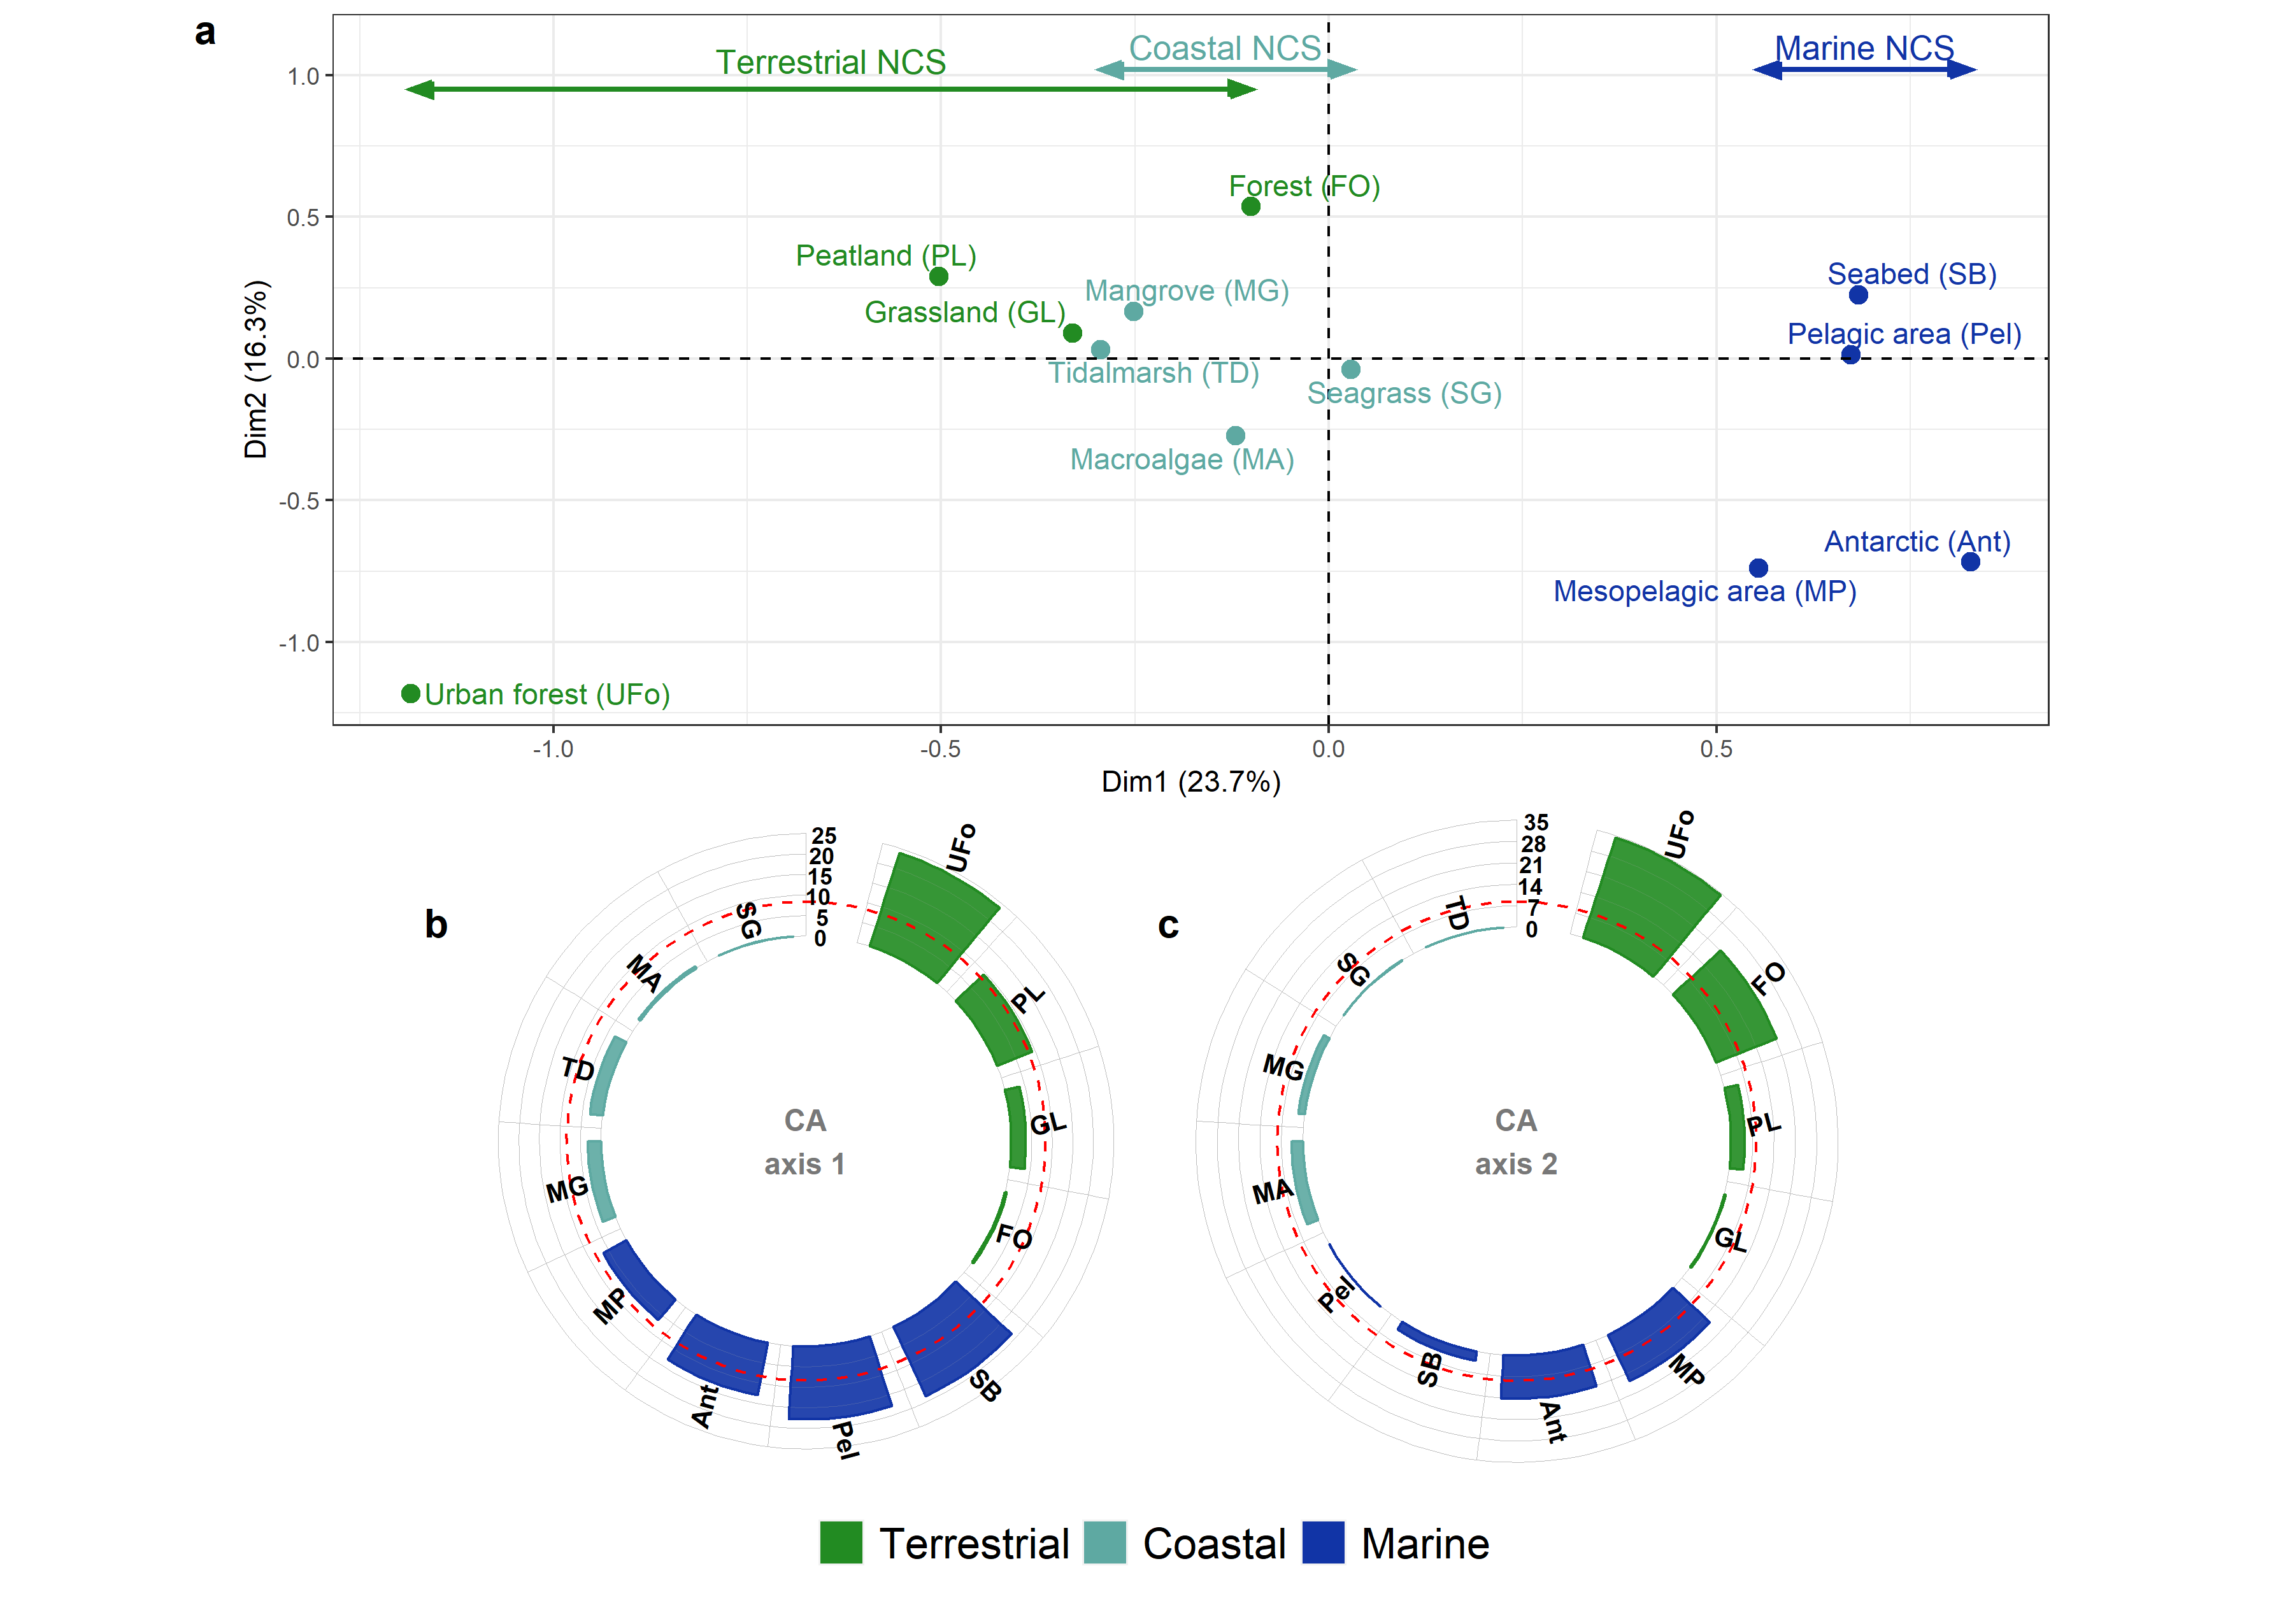 a
Terrestrial NCS
Coastal NCS
Marine NCS
1.0
0.5
0.0
-0.5
-1.0
Dim2 (16.3%)
Forest (FO)
Peatland (PL)
Mangrove (MG)
Grassland (GL)
Tidalmarsh (TD)
Seagrass (SG)
Macroalgae (MA)
Seabed (SB)
Pelagic area (Pel)
Antarctic (Ant)
Mesopelagic area (MP)
Urban forest (UFo)
-1.0
-0.5
0.0
0.5
Dim1 (23.7%)
b
25
20
15
10
5
0
UFo
PL
GL
FO
SB
Pel
Ant
MP
MG
TD
MA
SG
CA
axis 1
c
35
28
21
14
7
0
UFo
FO
PL
GL
MP
Ant
SB
Pel
MA
MG
SG
TD
CA
axis 2
Terrestrial
Coastal
Marine